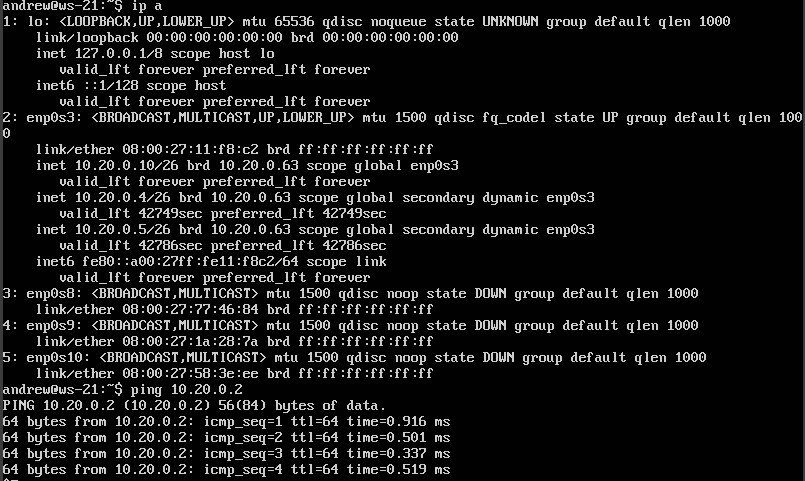 andrew@ws-21:~$ ip a
1: lo: <LOOPBACK,UP,LOWER_UP> mtu 65536 qdisc noqueue state UNKNOWN group default qlen 1000
    link/loopback 00:00:00:00:00:00 brd 00:00:00:00:00:00
    inet 127.0.0.1/8 scope host lo
       valid_lft forever preferred_lft forever
    inet6 ::1/128 scope host
       valid_lft forever preferred_lft forever
2: enp0s3: <BROADCAST,MULTICAST,UP,LOWER_UP> mtu 1500 qdisc fq_codel state UP group default qlen 100
0
    link/ether 08:00:27:11:f8:c2 brd ff:ff:ff:ff:ff:ff
    inet 10.20.0.10/26 brd 10.20.0.63 scope global enp0s3
       valid_lft forever preferred_lft forever
    inet 10.20.0.4/26 brd 10.20.0.63 scope global secondary dynamic enp0s3
       valid_lft 42749sec preferred_lft 42749sec
    inet 10.20.0.5/26 brd 10.20.0.63 scope global secondary dynamic enp0s3
       valid_lft 42786sec preferred_lft 42786sec
    inet6 fe80::a00:27ff:fe11:f8c2/64 scope link
       valid_lft forever preferred_lft forever
3: enp0s8: <BROADCAST,MULTICAST> mtu 1500 qdisc noop state DOWN group default qlen 1000
    link/ether 08:00:27:77:46:84 brd ff:ff:ff:ff:ff:ff
4: enp0s9: <BROADCAST,MULTICAST> mtu 1500 qdisc noop state DOWN group default qlen 1000
    link/ether 08:00:27:1a:28:7a brd ff:ff:ff:ff:ff:ff
5: enp0s10: <BROADCAST,MULTICAST> mtu 1500 qdisc noop state DOWN group default qlen 1000
    link/ether 08:00:27:58:3e:ee brd ff:ff:ff:ff:ff:ff
andrew@ws-21:~$ ping 10.20.0.2
PING 10.20.0.2 (10.20.0.2) 56(84) bytes of data.
64 bytes from 10.20.0.2: icmp_seq=1 ttl=64 time=0.916 ms
64 bytes from 10.20.0.2: icmp_seq=2 ttl=64 time=0.501 ms
64 bytes from 10.20.0.2: icmp_seq=3 ttl=64 time=0.337 ms
64 bytes from 10.20.0.2: icmp_seq=4 ttl=64 time=0.519 ms